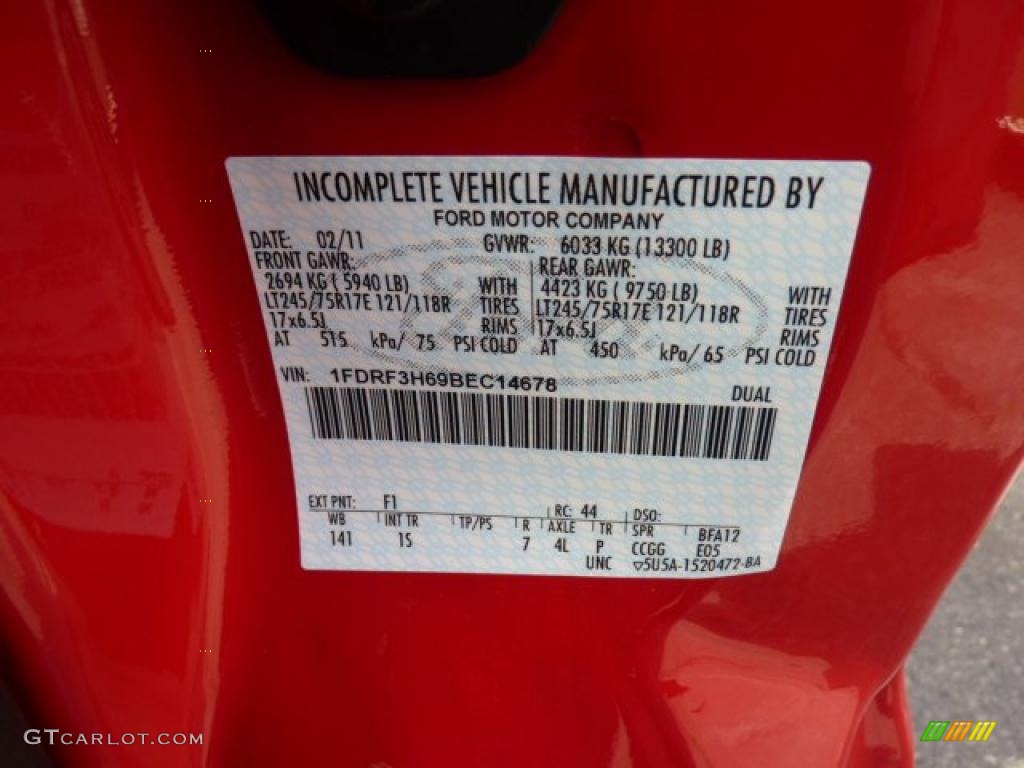 INCOMPLETE VEHICLE MANUFACTURED BY
FORD MOTOR COMPANY
DATE: 02/11 GVWR: 6033 KG (13300 LB)
FRONT GAWR: REAR GAWR:
2694 KG ( 5940 LB) WITH 4423 KG ( 9750 LB) WITH
LT245/75R17E 121/118R TIRES LT245/75R17E 121/118R TIRES
17x6.5J RIMS 17x6.5J RIMS
AT 515 kPa/ 75 PSI COLD AT 450 kPa/ 65 PSI COLD
VIN: 1FDRF3H69BEC14678 DUAL
EXT PNT: F1 RC: 44 DSO:
WB INT TR TP/PS R AXLE TR SPR BFA12
141 1S 7 4L P CCGG E05
UNC ▽5U5A-1520472-BA
GTCARLOT.COM